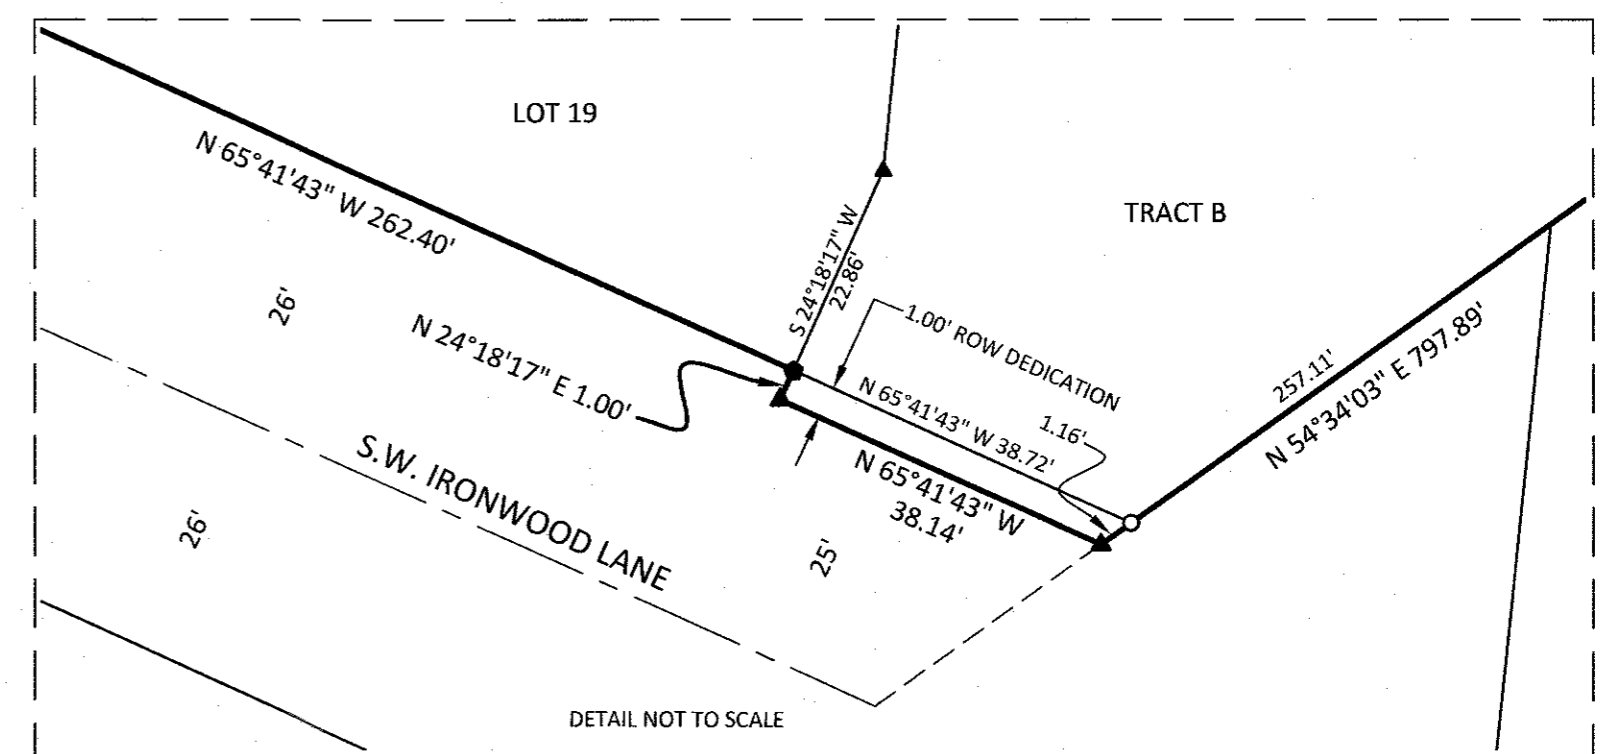 LOT 19
N 65°41'43" W 262.40'
TRACT B
S 24°18'17" W
22.86'
26'
N 24°18'17" E 1.00'
1.00' ROW DEDICATION
N 65°41'43" W 38.72'
1.16'
257.11'
N 54°34'03" E 797.89'
S.W. IRONWOOD LANE
N 65°41'43" W
38.14'
26'
25'
DETAIL NOT TO SCALE